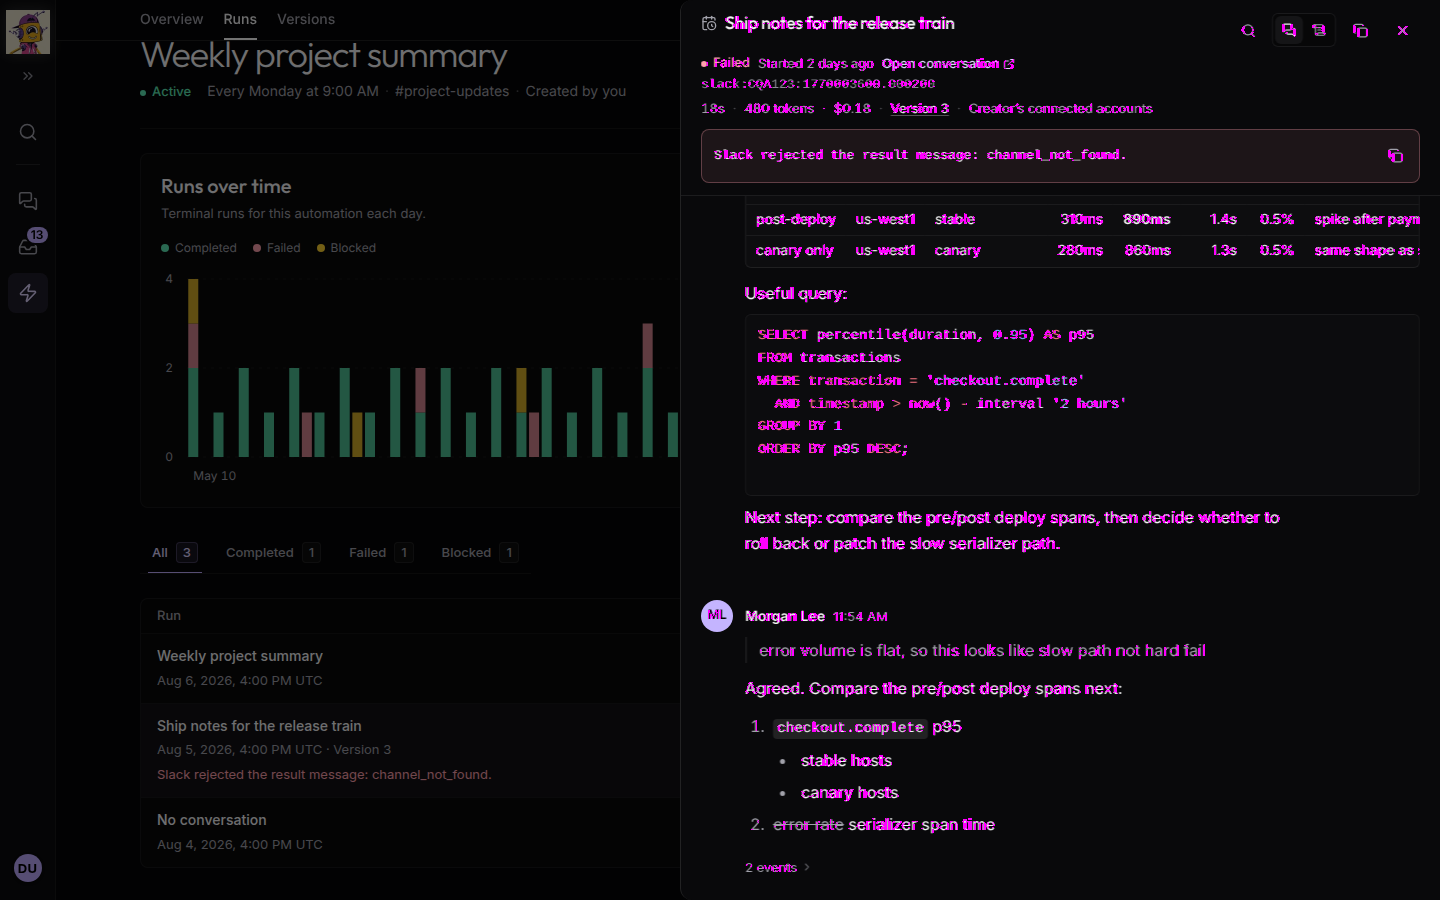 Overview Runs Versions
Weekly project summary
Active Every Monday at 9:00 AM · #project-updates · Created by you
13
Runs over time
Terminal runs for this automation each day.
Completed Failed Blocked
4
2
0
May 10
All 3 Completed 1 Failed 1 Blocked 1
Run
Weekly project summary
Aug 6, 2026, 4:00 PM UTC
Ship notes for the release train
Aug 5, 2026, 4:00 PM UTC · Version 3
Slack rejected the result message: channel_not_found.
No conversation
Aug 4, 2026, 4:00 PM UTC
DU
Ship notes for the release train
Failed Started 2 days ago Open conversation
slack:CQA123:1770003600.000200
18s · 480 tokens · $0.18 · Version 3 · Creator's connected accounts
Slack rejected the result message: channel_not_found.
post-deploy us-west1 stable 310ms 890ms 1.4s 0.5% spike after paym
canary only us-west1 canary 280ms 860ms 1.3s 0.5% same shape as s
Useful query:
SELECT percentile(duration, 0.95) AS p95
FROM transactions
WHERE transaction = 'checkout.complete'
AND timestamp > now() - interval '2 hours'
GROUP BY 1
ORDER BY p95 DESC;
Next step: compare the pre/post deploy spans, then decide whether to
roll back or patch the slow serializer path.
ML Morgan Lee 11:54 AM
error volume is flat, so this looks like slow path not hard fail
Agreed. Compare the pre/post deploy spans next:
1. checkout.complete p95
• stable hosts
• canary hosts
2. error rate serializer span time
2 events